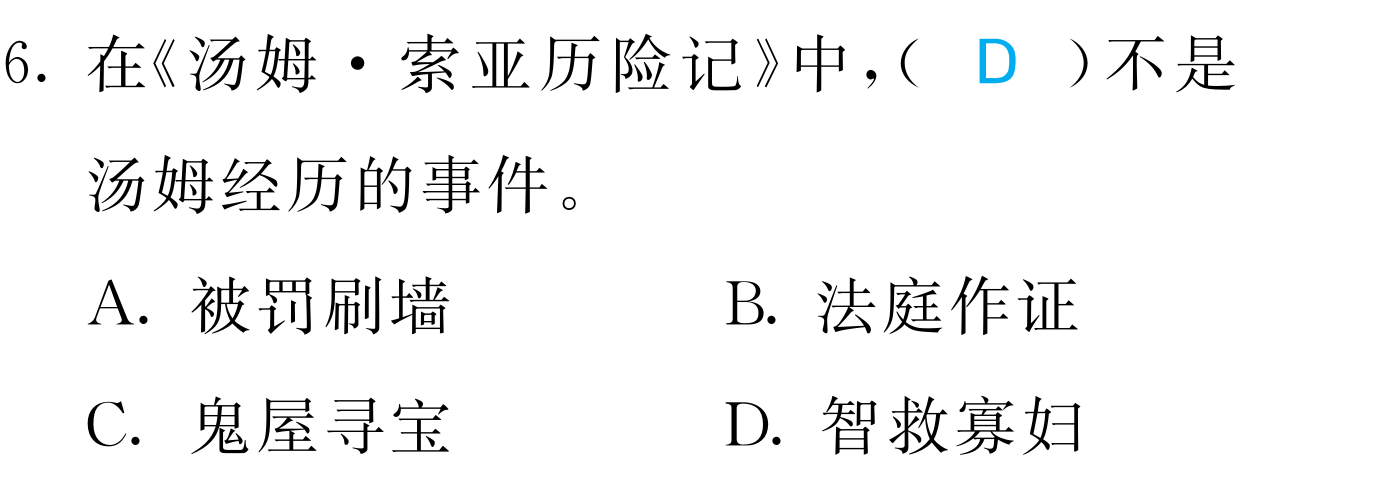 6. 在《汤姆·索亚历险记》中,( D )不是
汤姆经历的事件。
A. 被罚刷墙 B. 法庭作证
C. 鬼屋寻宝 D. 智救寡妇